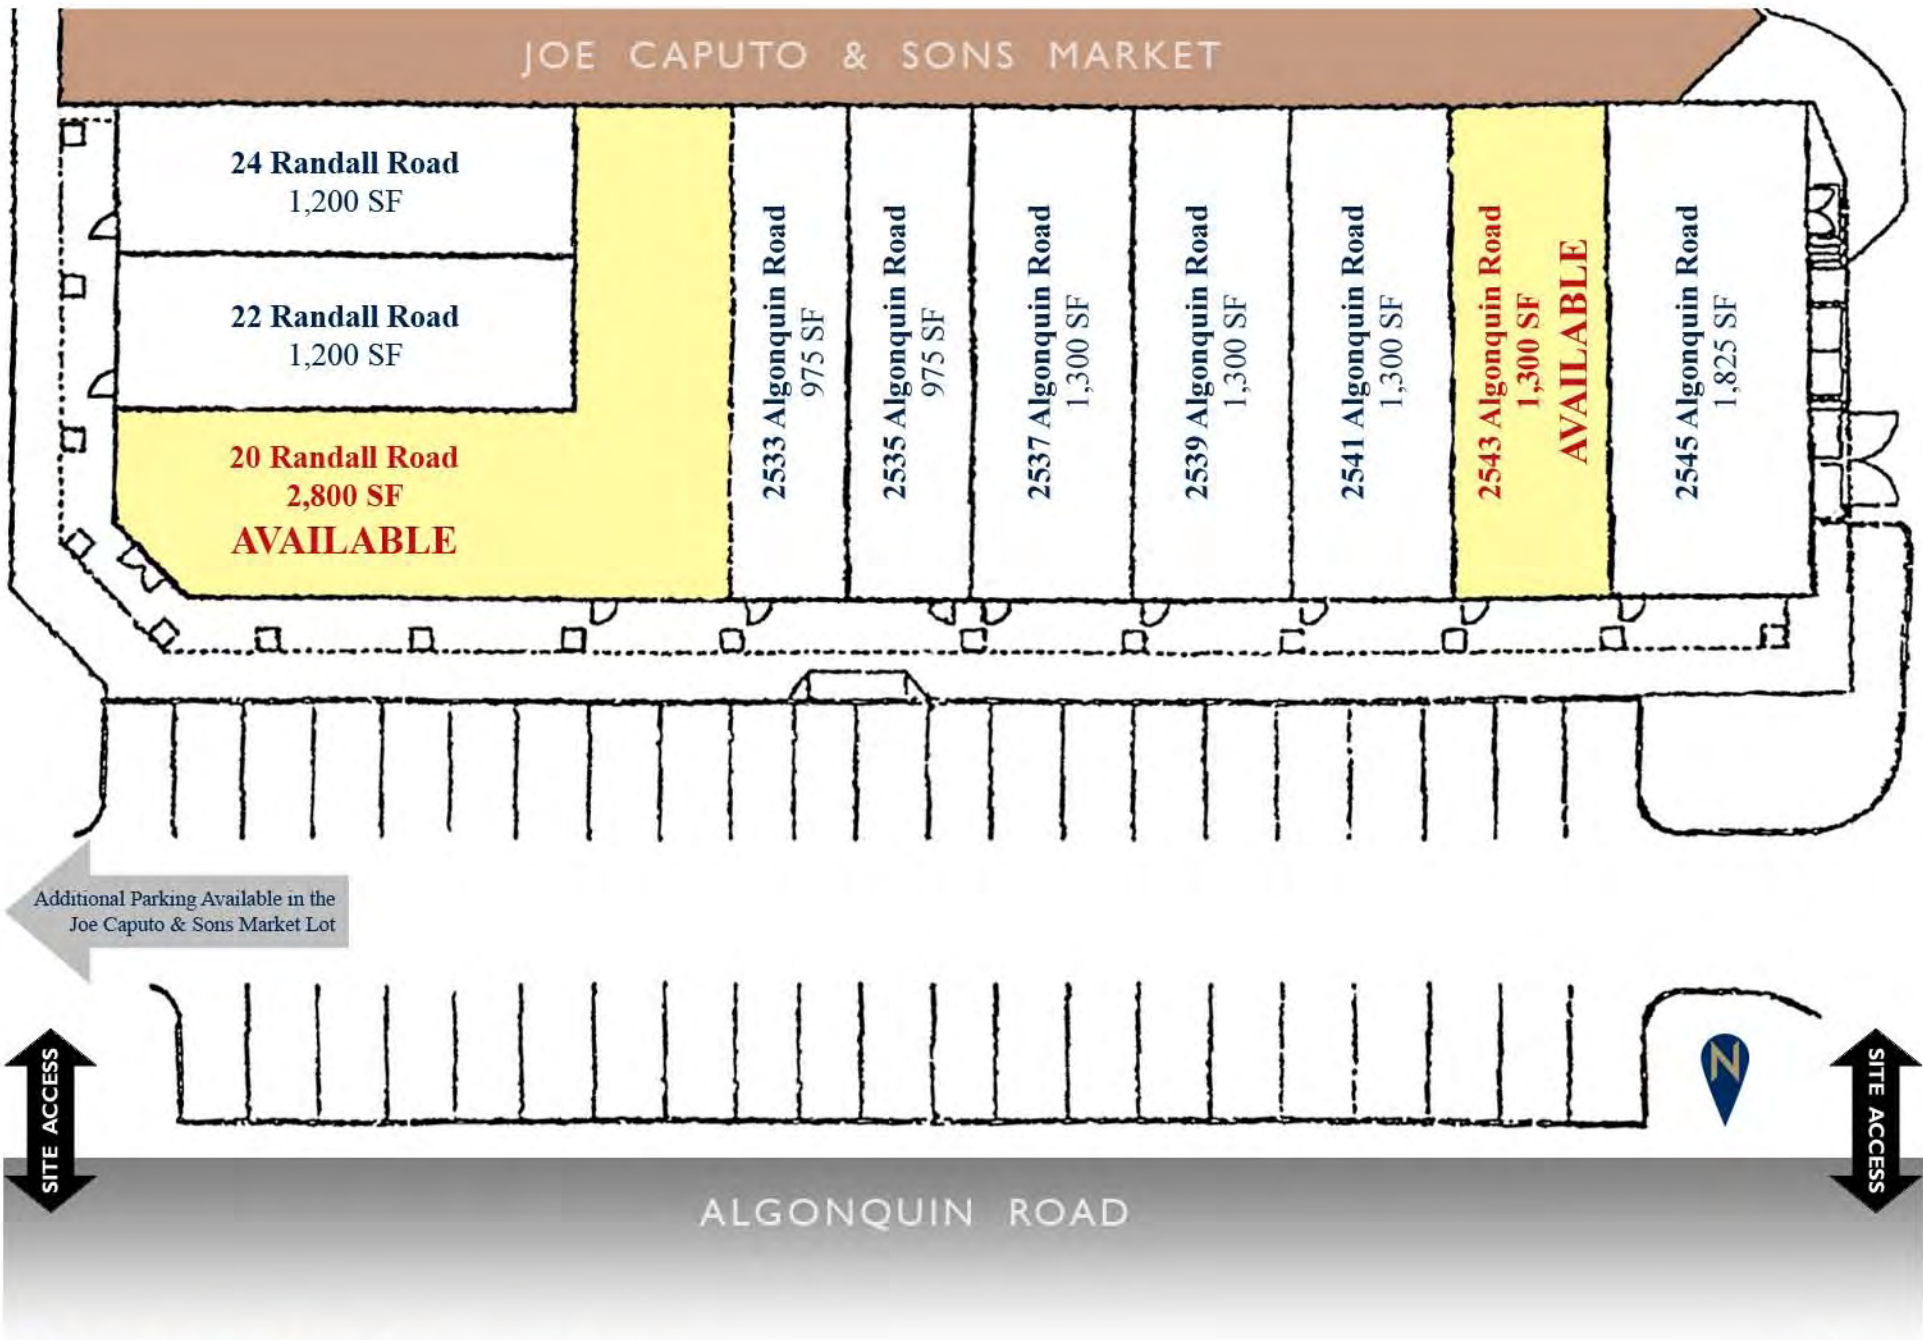 JOE CAPUTO & SONS MARKET
24 Randall Road
1,200 SF
22 Randall Road
1,200 SF
20 Randall Road
2,800 SF
AVAILABLE
2533 Algonquin Road
975 SF
2535 Algonquin Road
975 SF
2537 Algonquin Road
1,300 SF
2539 Algonquin Road
1,300 SF
2541 Algonquin Road
1,300 SF
2543 Algonquin Road
1,300 SF
AVAILABLE
2545 Algonquin Road
1,825 SF
Additional Parking Available in the
Joe Caputo & Sons Market Lot
SITE ACCESS
N
SITE ACCESS
ALGONQUIN ROAD